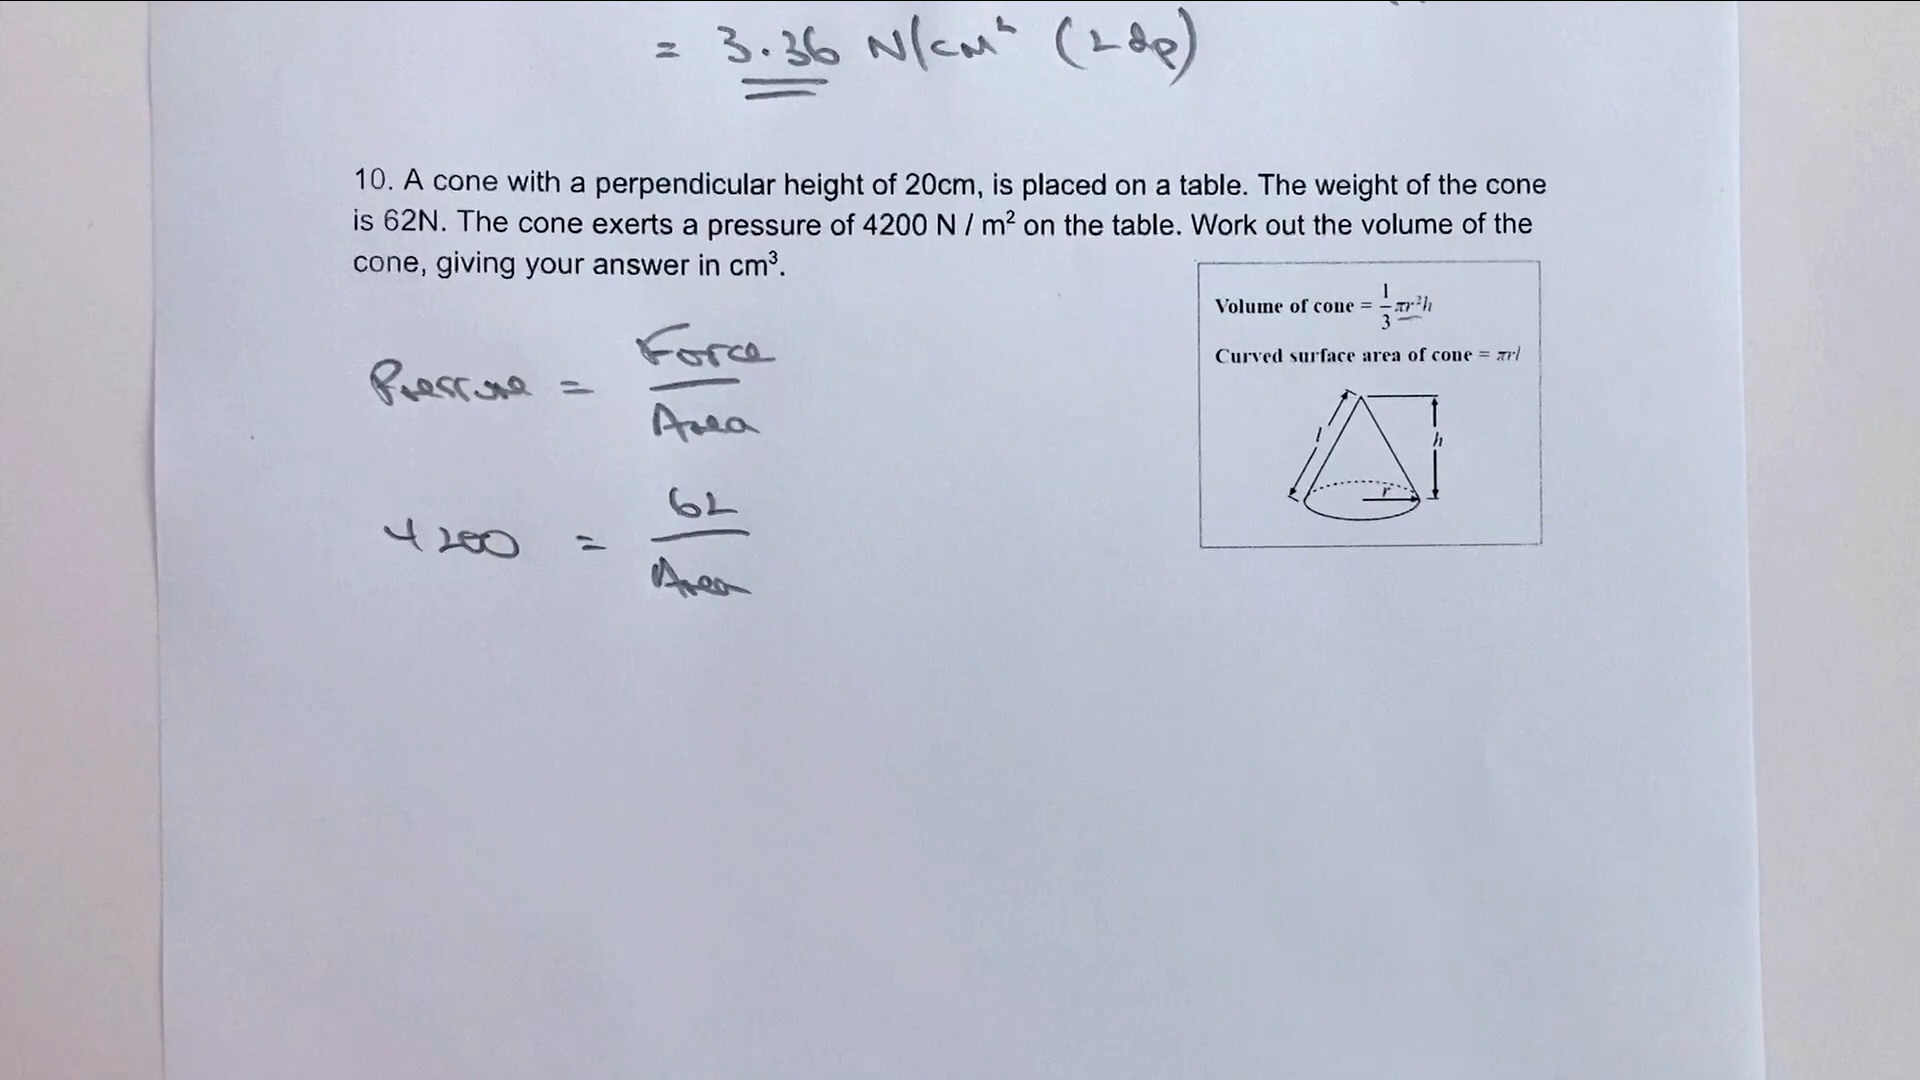 = 3.36 N/cm² (2dp)
10. A cone with a perpendicular height of 20cm, is placed on a table. The weight of the cone
is 62N. The cone exerts a pressure of 4200 N / m² on the table. Work out the volume of the
cone, giving your answer in cm³.
Volume of cone = 1/3 πr²h
Curved surface area of cone = πrl
l
h
r
Pressure = Force / Area
4200 = 62 / Area